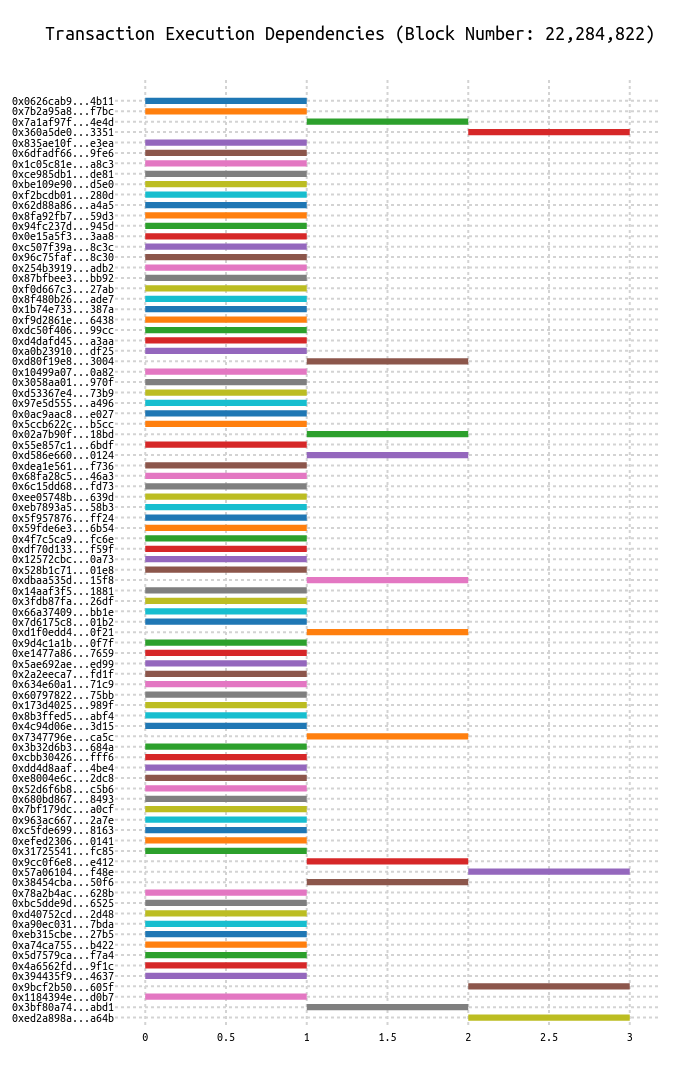 Transaction Execution Dependencies (Block Number: 22,284,822)
0x0626cab9...4b11
0x7b2a95a8...f7bc
0x7a1af97f...4e4d
0x360a5de0...3351
0x835ae10f...e3ea
0x6dfadf66...9fe6
0x1c05c81e...a8c3
0xce985db1...de81
0xbe109e90...d5e0
0xf2bcdb01...280d
0x62d88a86...a4a5
0x8fa92fb7...59d3
0x94fc237d...945d
0x0e15a5f3...3aa8
0xc507f39a...8c3c
0x96c75faf...8c30
0x254b3919...adb2
0x87bfbee3...bb92
0xf0d667c3...27ab
0x8f480b26...ade7
0x1b74e733...387a
0xf9d2861e...6438
0xdc50f406...99cc
0xd4dafd45...a3aa
0xa0b23910...df25
0xd80f19e8...3004
0x10499a07...0a82
0x3058aa01...970f
0xd53367e4...73b9
0x97e5d555...a496
0x0ac9aac8...e027
0x5ccb622c...b5cc
0x02a7b90f...18bd
0x55e857c1...6bdf
0xd586e660...0124
0xdea1e561...f736
0x68fa28c5...46a3
0x6c15dd68...fd73
0xee05748b...639d
0xeb7893a5...58b3
0x5f957876...ff24
0x59fde6e3...6b54
0x4f7c5ca9...fc6e
0xdf70d133...f59f
0x12572cbc...0a73
0x528b1c71...01e8
0xdbaa535d...15f8
0x14aaf3f5...1881
0x3fdb87fa...26df
0x66a37409...bb1e
0x7d6175c8...01b2
0xd1f0edd4...0f21
0x9d4c1a1b...0f7f
0xe1477a86...7659
0x5ae692ae...ed99
0x2a2eeca7...fd1f
0x634e60a1...71c9
0x60797822...75bb
0x173d4025...989f
0x8b3ffed5...abf4
0x4c94d06e...3d15
0x7347796e...ca5c
0x3b32d6b3...684a
0xcbb30426...fff6
0xdd4d8aaf...4be4
0xe8004e6c...2dc8
0x52d6f6b8...c5b6
0x680bd867...8493
0x7bf179dc...a0cf
0x963ac667...2a7e
0xc5fde699...8163
0xefed2306...0141
0x31725541...fc85
0x9cc0f6e8...e412
0x57a06104...f48e
0x38454cba...50f6
0x78a2b4ac...628b
0xbc5dde9d...6525
0xd40752cd...2d48
0xa90ec031...7bda
0xeb315cbe...27b5
0xa74ca755...b422
0x5d7579ca...f7a4
0x4a6562fd...9f1c
0x394435f9...4637
0x9bcf2b50...605f
0x1184394e...d0b7
0x3bf80a74...abd1
0xed2a898a...a64b
0 0.5 1 1.5 2 2.5 3